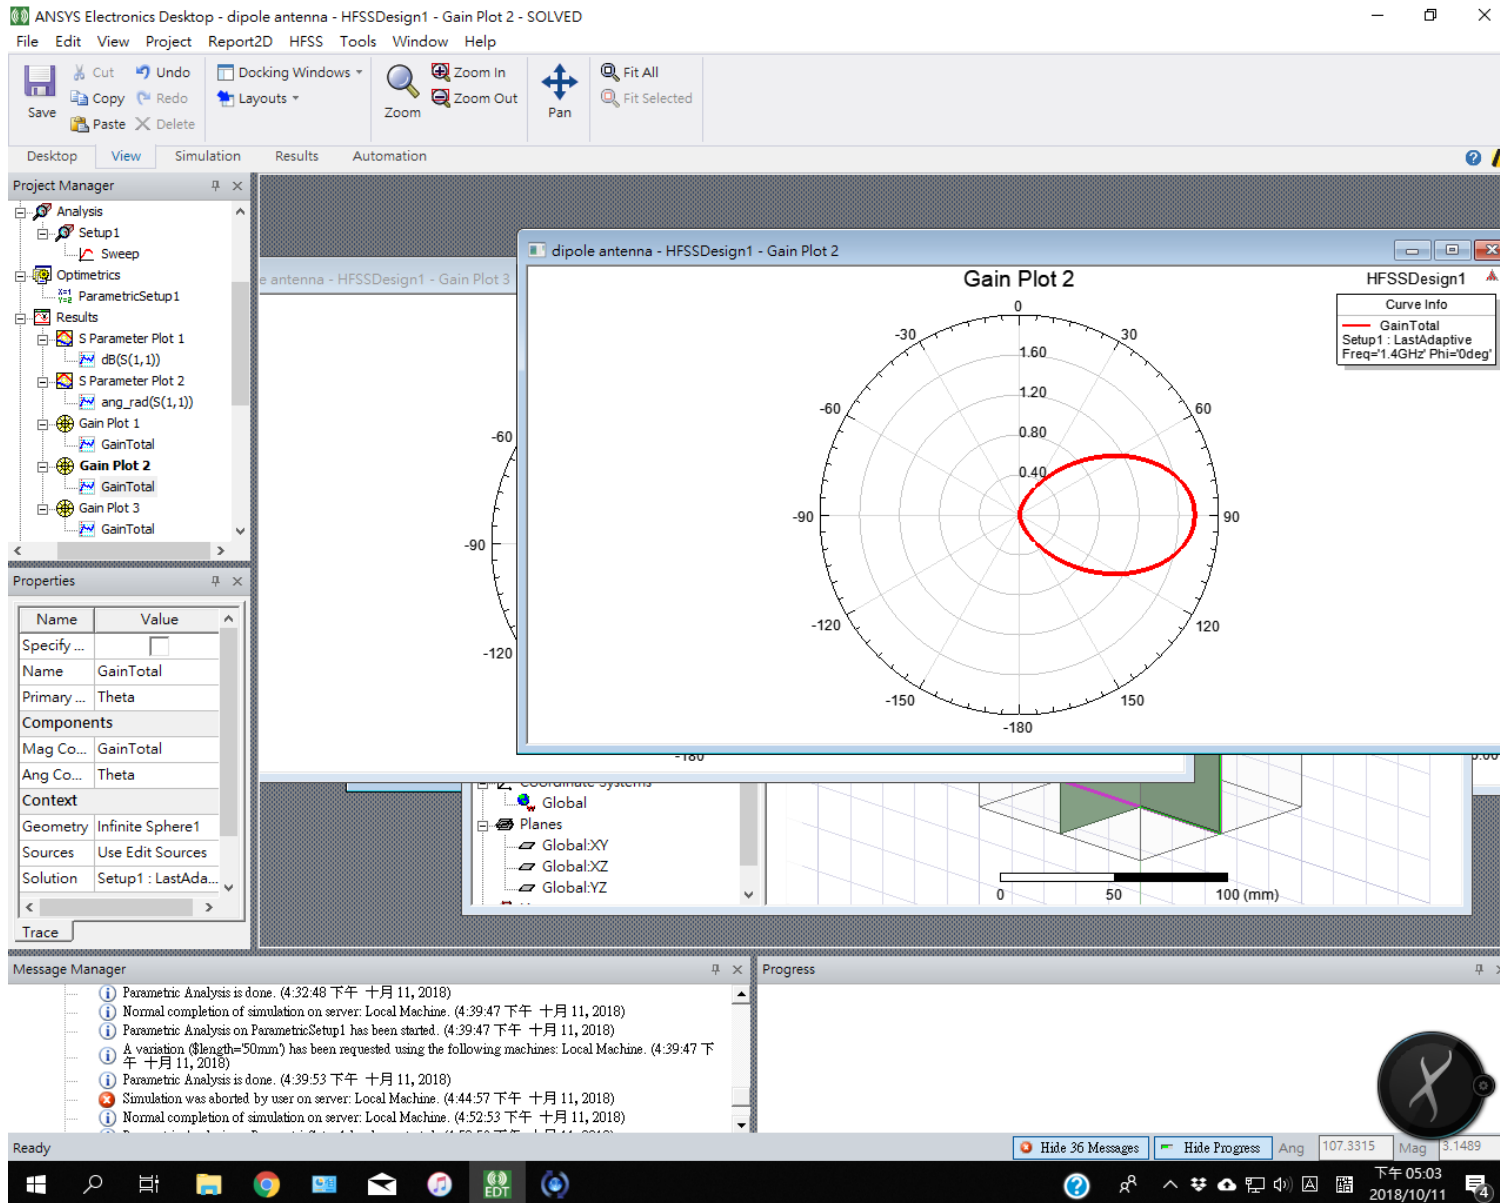 ANSYS Electronics Desktop - dipole antenna - HFSSDesign1 - Gain Plot 2 - SOLVED
File Edit View Project Report2D HFSS Tools Window Help
Save
Cut
Copy
Paste
Undo
Redo
Delete
Docking Windows
Layouts
Zoom
Zoom In
Zoom Out
Pan
Fit All
Fit Selected
Desktop View Simulation Results Automation
Project Manager
Analysis
Setup1
Sweep
Optimetrics
ParametricSetup1
Results
S Parameter Plot 1
dB(S(1,1))
S Parameter Plot 2
ang_rad(S(1,1))
Gain Plot 1
GainTotal
Gain Plot 2
GainTotal
Gain Plot 3
GainTotal
Properties
Name Value
Specify ...
Name GainTotal
Primary ... Theta
Components
Mag Co... GainTotal
Ang Co... Theta
Context
Geometry Infinite Sphere1
Sources Use Edit Sources
Solution Setup1 : LastAda...
Trace
e antenna - HFSSDesign1 - Gain Plot 3
-60
-90
-120
-180
dipole antenna - HFSSDesign1 - Gain Plot 2
Gain Plot 2
HFSSDesign1
Curve Info
GainTotal
Setup1 : LastAdaptive
Freq='1.4GHz' Phi='0deg'
0
-30
30
1.60
1.20
-60
60
0.80
0.40
-90
90
-120
120
-150
150
-180
Coordinate Systems
Global
Planes
Global:XY
Global:XZ
Global:YZ
0 50 100 (mm)
Message Manager
Parametric Analysis is done. (4:32:48 下午 十月 11, 2018)
Normal completion of simulation on server: Local Machine. (4:39:47 下午 十月 11, 2018)
Parametric Analysis on ParametricSetup1 has been started. (4:39:47 下午 十月 11, 2018)
A variation ($length='50mm') has been requested using the following machines: Local Machine. (4:39:47 下
午 十月 11, 2018)
Parametric Analysis is done. (4:39:53 下午 十月 11, 2018)
Simulation was aborted by user on server: Local Machine. (4:44:57 下午 十月 11, 2018)
Normal completion of simulation on server: Local Machine. (4:52:53 下午 十月 11, 2018)
Progress
Ready
Hide 36 Messages
Hide Progress
Ang 107.3315 Mag 3.1489
EDT
下午 05:03
2018/10/11
4